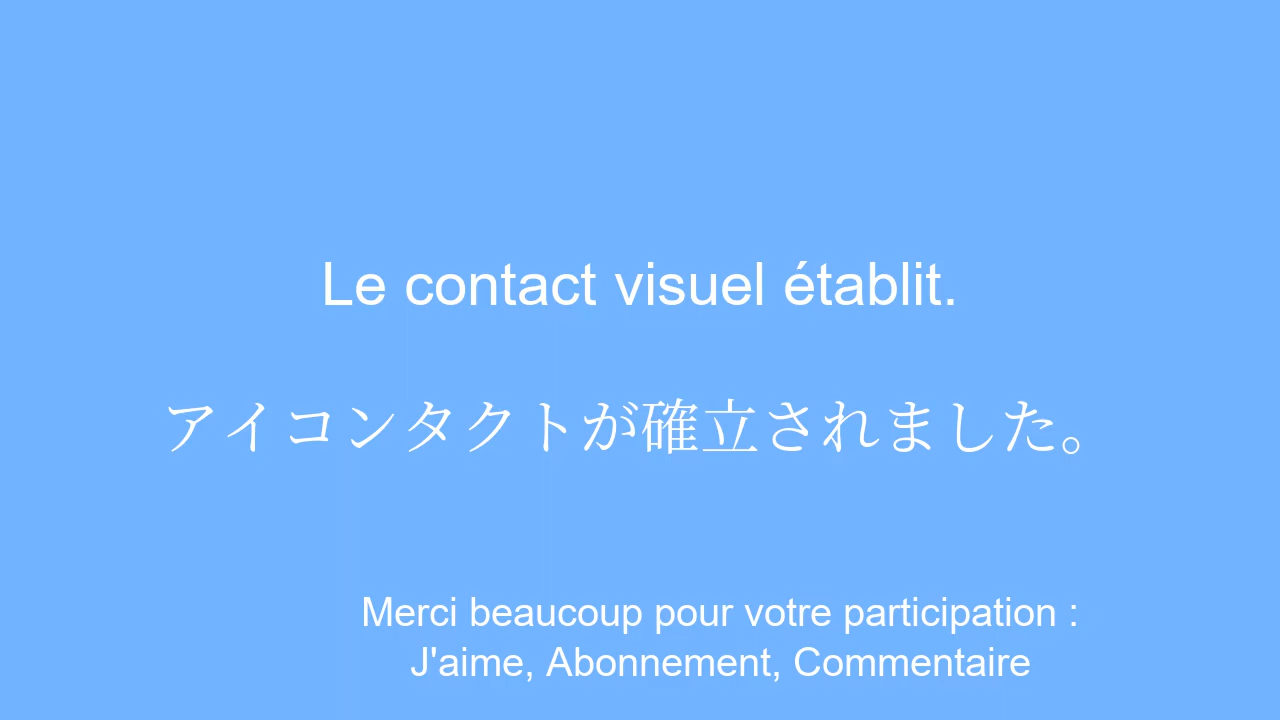 Le contact visuel établit.
アイコンタクトが確立されました。
Merci beaucoup pour votre participation :
J'aime, Abonnement, Commentaire